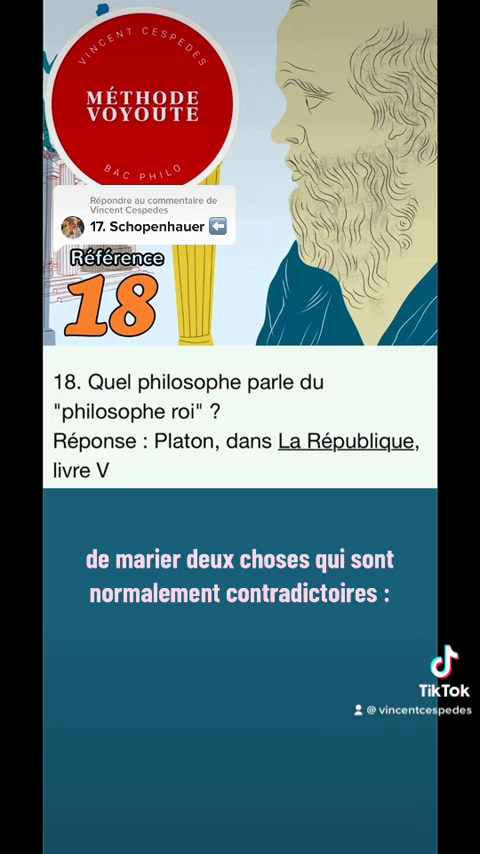 VINCENT CESPEDES
MÉTHODE
VOYOUTE
BAC PHILO
Répondre au commentaire de
Vincent Cespedes
17. Schopenhauer ⬅️
Référence
18
18. Quel philosophe parle du
"philosophe roi" ?
Réponse : Platon, dans La République,
livre V
de marier deux choses qui sont
normalement contradictoires :
TikTok
@ vincentcespedes